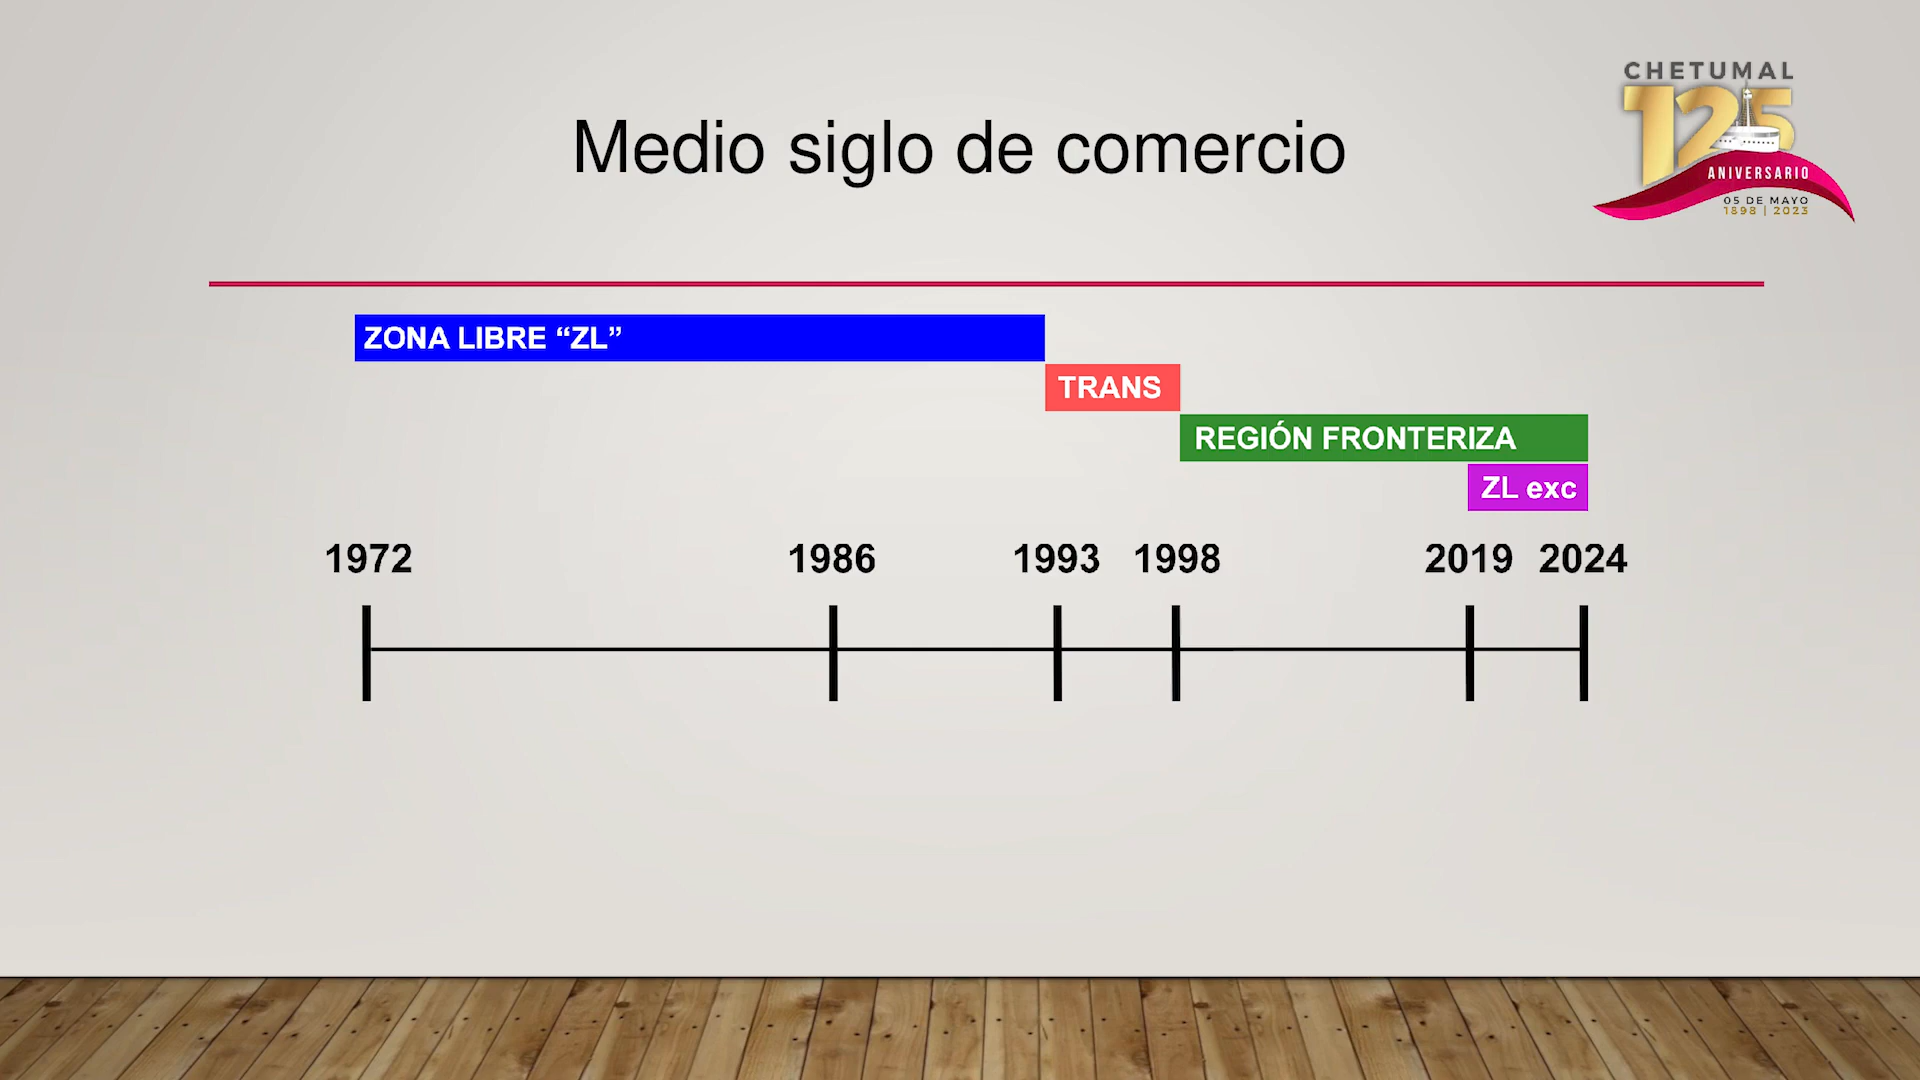 CHETUMAL
125
ANIVERSARIO
05 DE MAYO
1898 | 2023
Medio siglo de comercio
ZONA LIBRE “ZL”
TRANS
REGIÓN FRONTERIZA
ZL exc
1972 1986 1993 1998 2019 2024